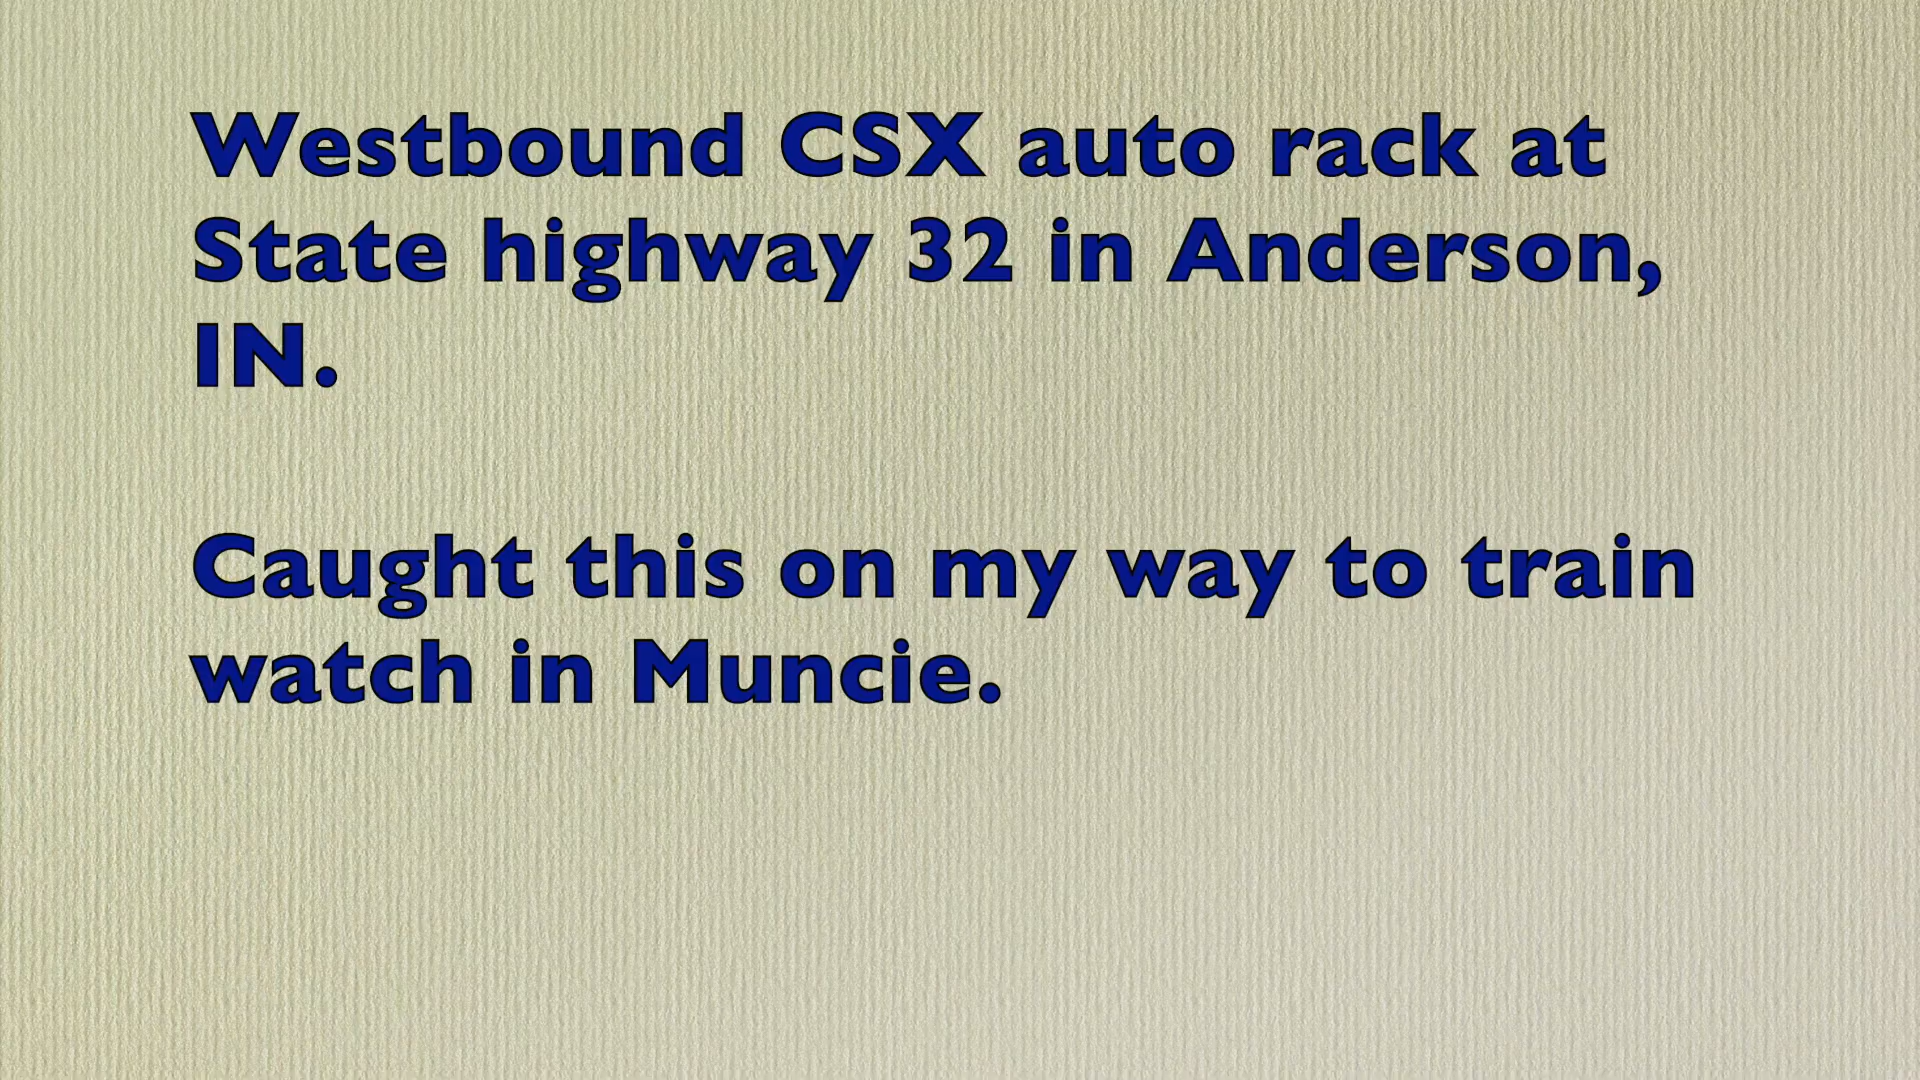 Westbound CSX auto rack at
State highway 32 in Anderson,
IN.
Caught this on my way to train
watch in Muncie.